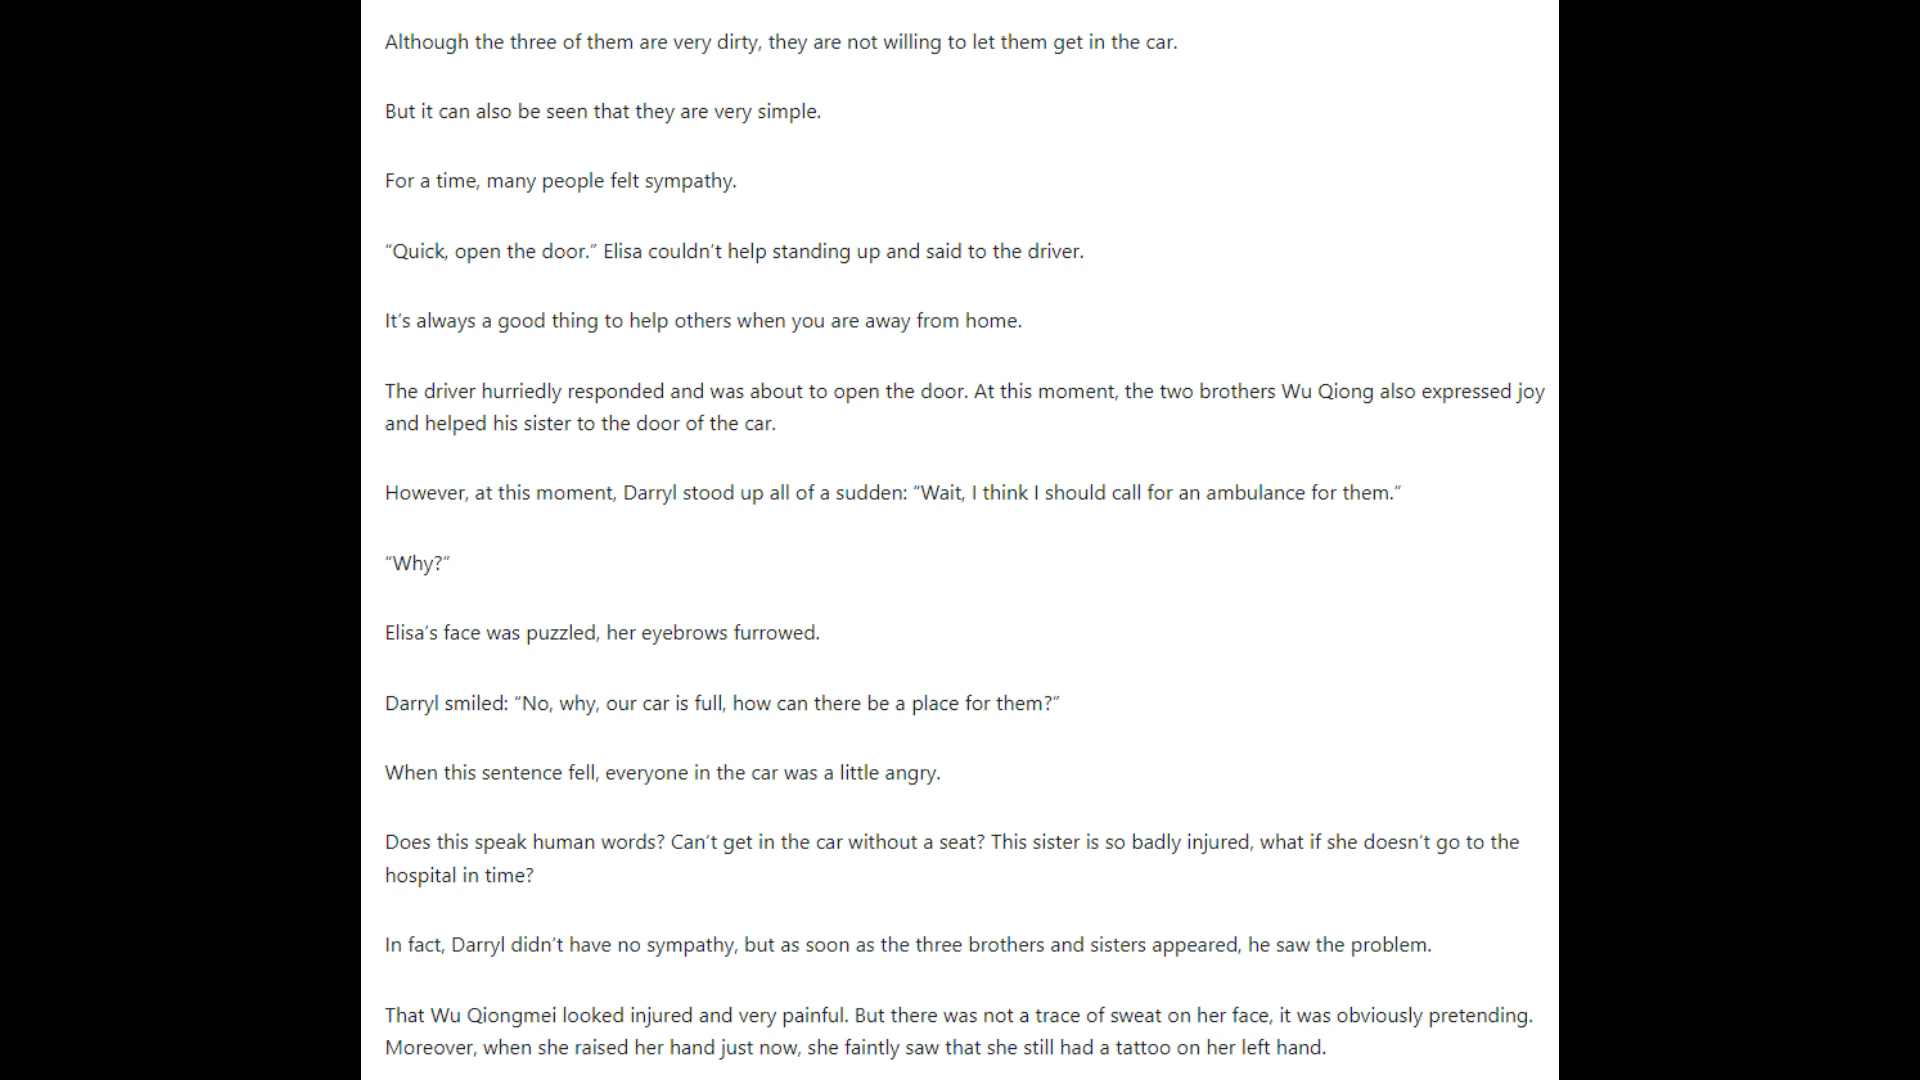 Although the three of them are very dirty, they are not willing to let them get in the car.
But it can also be seen that they are very simple.
For a time, many people felt sympathy.
“Quick, open the door.” Elisa couldn’t help standing up and said to the driver.
It’s always a good thing to help others when you are away from home.
The driver hurriedly responded and was about to open the door. At this moment, the two brothers Wu Qiong also expressed joy
and helped his sister to the door of the car.
However, at this moment, Darryl stood up all of a sudden: “Wait, I think I should call for an ambulance for them.”
“Why?”
Elisa’s face was puzzled, her eyebrows furrowed.
Darryl smiled: “No, why, our car is full, how can there be a place for them?”
When this sentence fell, everyone in the car was a little angry.
Does this speak human words? Can’t get in the car without a seat? This sister is so badly injured, what if she doesn’t go to the
hospital in time?
In fact, Darryl didn’t have no sympathy, but as soon as the three brothers and sisters appeared, he saw the problem.
That Wu Qiongmei looked injured and very painful. But there was not a trace of sweat on her face, it was obviously pretending.
Moreover, when she raised her hand just now, she faintly saw that she still had a tattoo on her left hand.